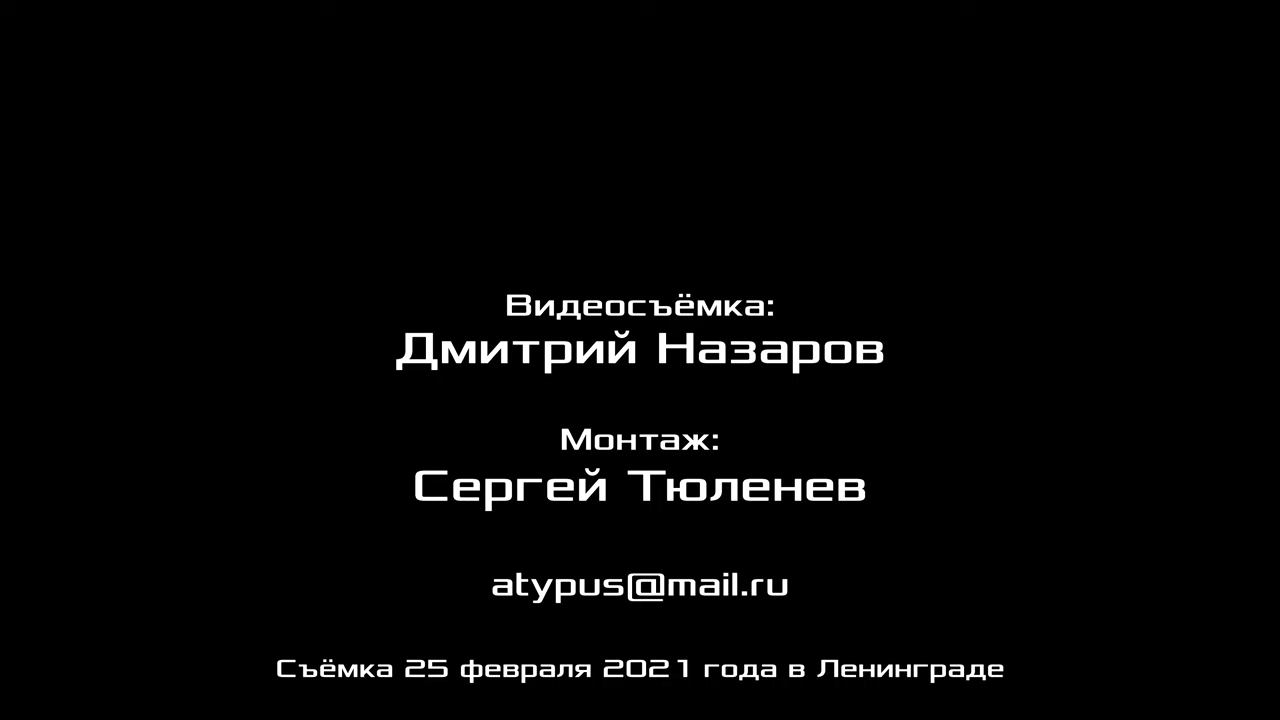 Видеосъёмка:
Дмитрий Назаров
Монтаж:
Сергей Тюленев
atypus@mail.ru
Съёмка 25 февраля 2021 года в Ленинграде